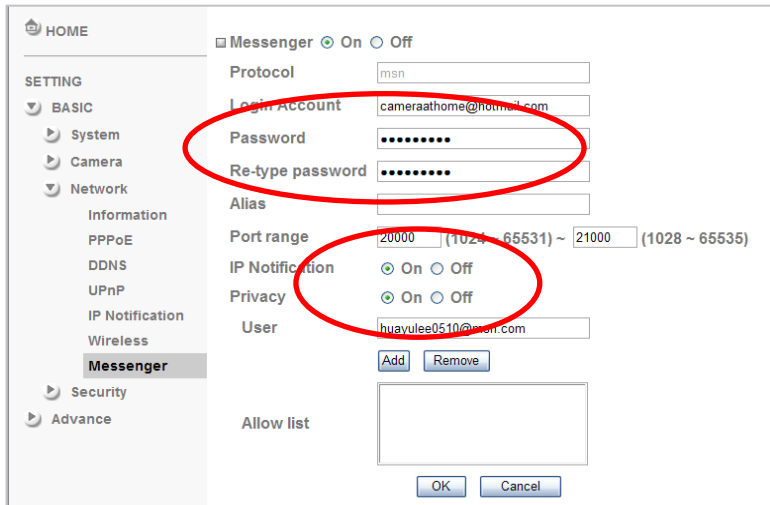 HOME
SETTING
BASIC
System
Camera
Network
Information
PPPoE
DDNS
UPnP
IP Notification
Wireless
Messenger
Security
Advance
Messenger On Off
Protocol msn
Login Account cameraathome@hotmail.com
Password •••••••••
Re-type password •••••••••
Alias
Port range 20000 (1024 ~ 65531) ~ 21000 (1028 ~ 65535)
IP Notification On Off
Privacy On Off
User huayulee0510@msn.com
Add Remove
Allow list
OK Cancel